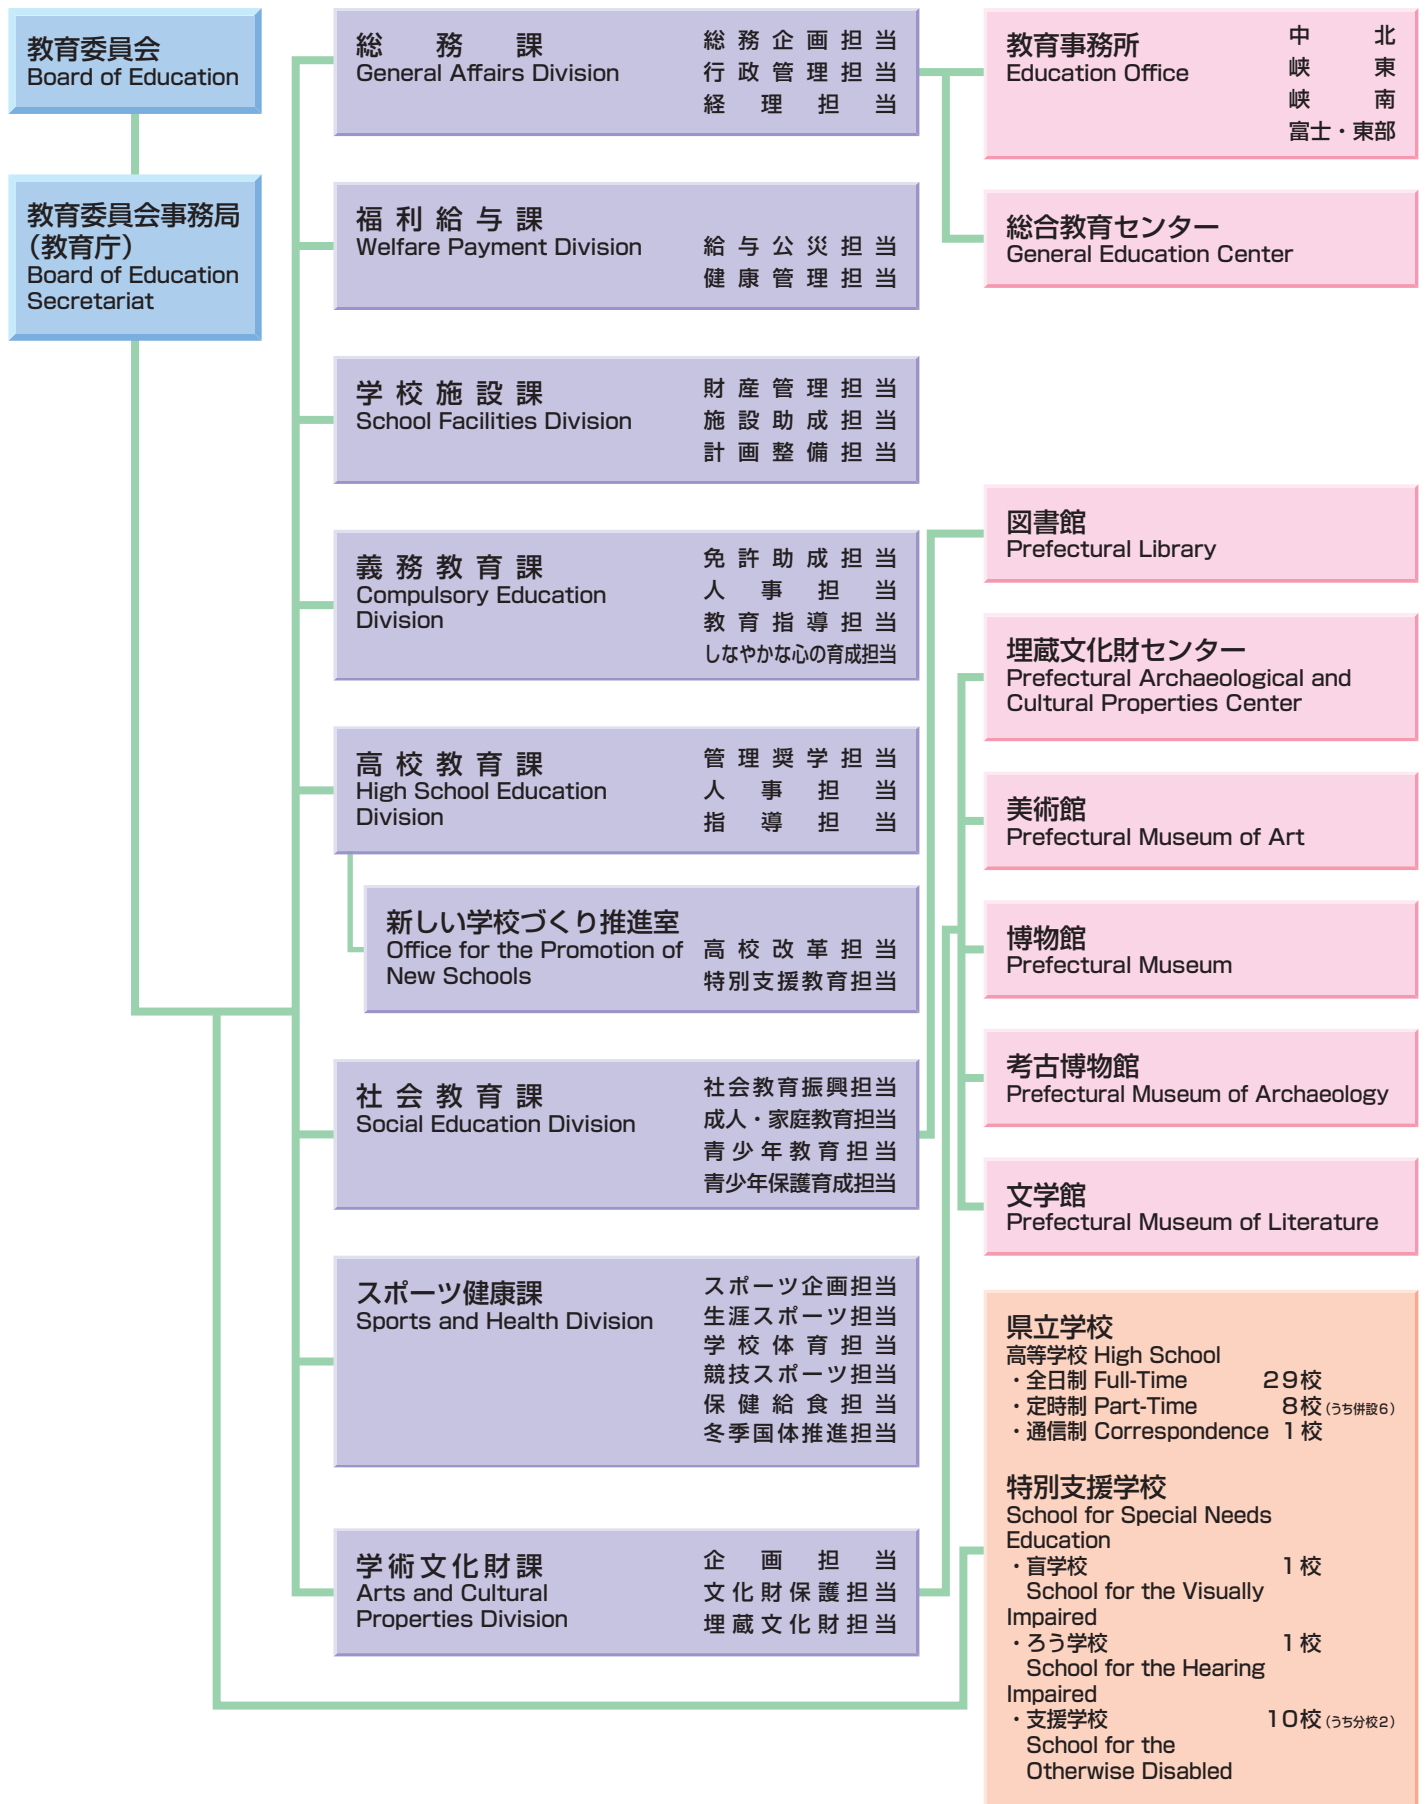 教育委員会
Board of Education
教育委員会事務局
（教育庁）
Board of Education
Secretariat
総務課
General Affairs Division
総務企画担当
行政管理担当
経理担当
福利給与課
Welfare Payment Division
給与公災担当
健康管理担当
学校施設課
School Facilities Division
財産管理担当
施設助成担当
計画整備担当
義務教育課
Compulsory Education
Division
免許助成担当
人事担当
教育指導担当
しなやかな心の育成担当
高校教育課
High School Education
Division
管理奨学担当
人事担当
指導担当
新しい学校づくり推進室
Office for the Promotion of
New Schools
高校改革担当
特別支援教育担当
社会教育課
Social Education Division
社会教育振興担当
成人・家庭教育担当
青少年教育担当
青少年保護育成担当
スポーツ健康課
Sports and Health Division
スポーツ企画担当
生涯スポーツ担当
学校体育担当
競技スポーツ担当
保健給食担当
冬季国体推進担当
学術文化財課
Arts and Cultural
Properties Division
企画担当
文化財保護担当
埋蔵文化財担当
教育事務所
Education Office
中北
峡東
峡南
富士・東部
総合教育センター
General Education Center
図書館
Prefectural Library
埋蔵文化財センター
Prefectural Archaeological and
Cultural Properties Center
美術館
Prefectural Museum of Art
博物館
Prefectural Museum
考古博物館
Prefectural Museum of Archaeology
文学館
Prefectural Museum of Literature
県立学校
高等学校 High School
・全日制 Full-Time 29校
・定時制 Part-Time 8校（うち併設6）
・通信制 Correspondence 1校
特別支援学校
School for Special Needs
Education
・盲学校 1校
School for the Visually
Impaired
・ろう学校 1校
School for the Hearing
Impaired
・支援学校 10校（うち分校2）
School for the
Otherwise Disabled